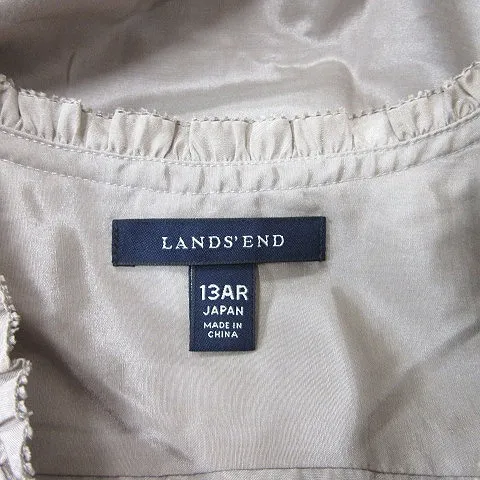 LANDS' END
13AR
JAPAN
MADE IN
CHINA